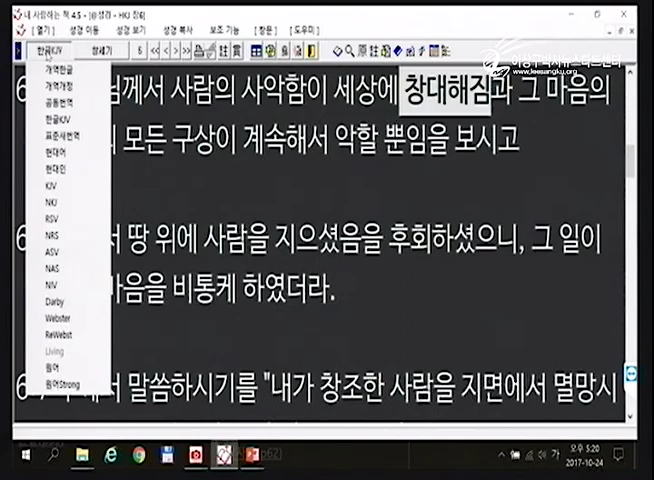 내 사랑하는 책 4.5 - [@성경 - HKJ 창6]
[ 열기 ] 성경 이동 성경 보기 성경 복사 보조 기능 [ 창문 ] [ 도우미 ]
한글KJV 창세기 6
www.leesangku.org
개역한글
개역개정
공동번역
한글KJV
표준새번역
현대어
현대인
KJV
NKJ
RSV
NRS
ASV
NAS
NIV
Darby
Webster
ReWebst
Living
원어
원어Strong
님께서 사람의 사악함이 세상에 창대해짐과 그 마음의
모든 구상이 계속해서 악할 뿐임을 보시고
서 땅 위에 사람을 지으셨음을 후회하셨으니, 그 일이
마음을 비통케 하였더라.
서 말씀하시기를 "내가 창조한 사람을 지면에서 멸망시
오후 5:20
2017-10-24